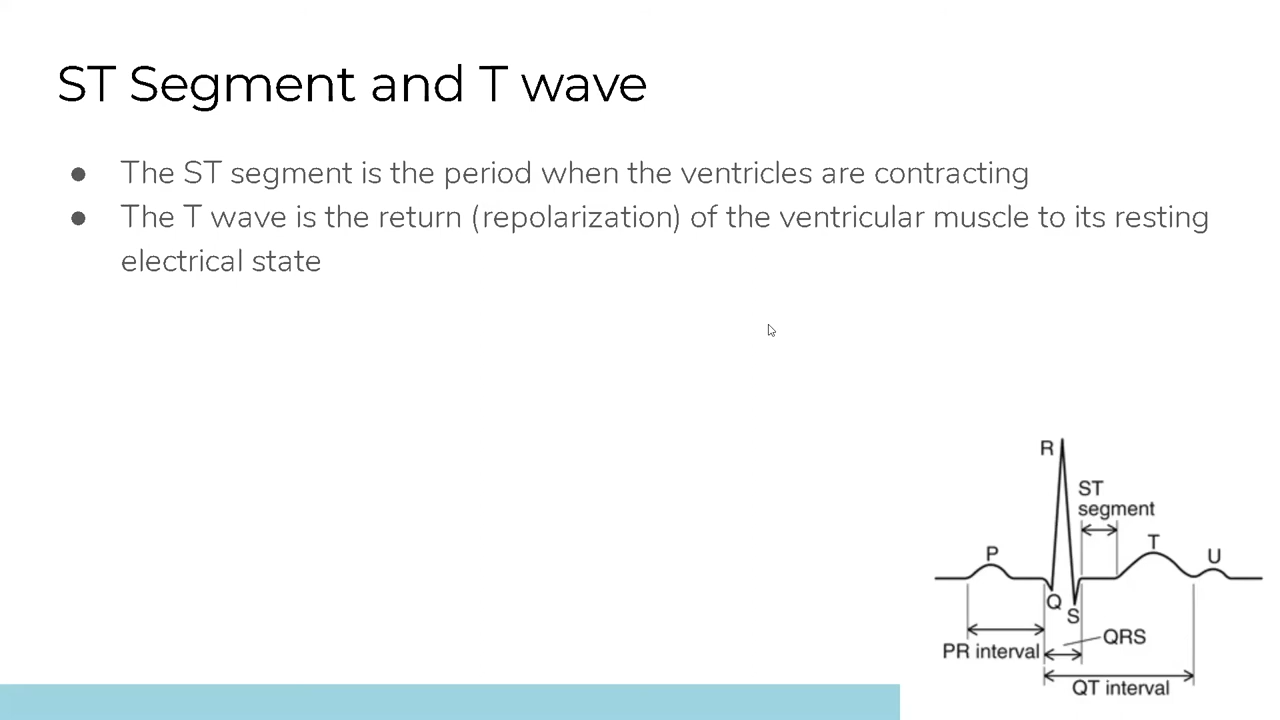 ST Segment and T wave
● The ST segment is the period when the ventricles are contracting
● The T wave is the return (repolarization) of the ventricular muscle to its resting
electrical state
R
ST
segment
P
T
U
Q
S
QRS
PR interval
QT interval